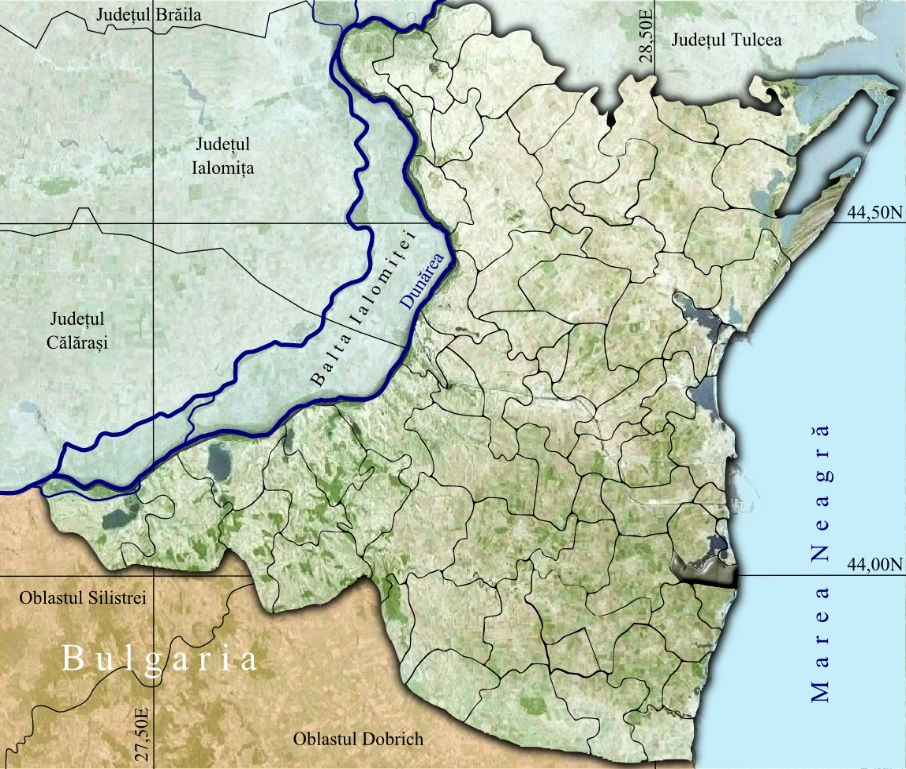 Județul Brăila
28,50E
Județul Tulcea
Județul
Ialomița
44,50N
Balta Ialomiței
Dunărea
Județul
Călărași
Marea Neagră
44,00N
Oblastul Silistrei
Bulgaria
27,50E
Oblastul Dobrich